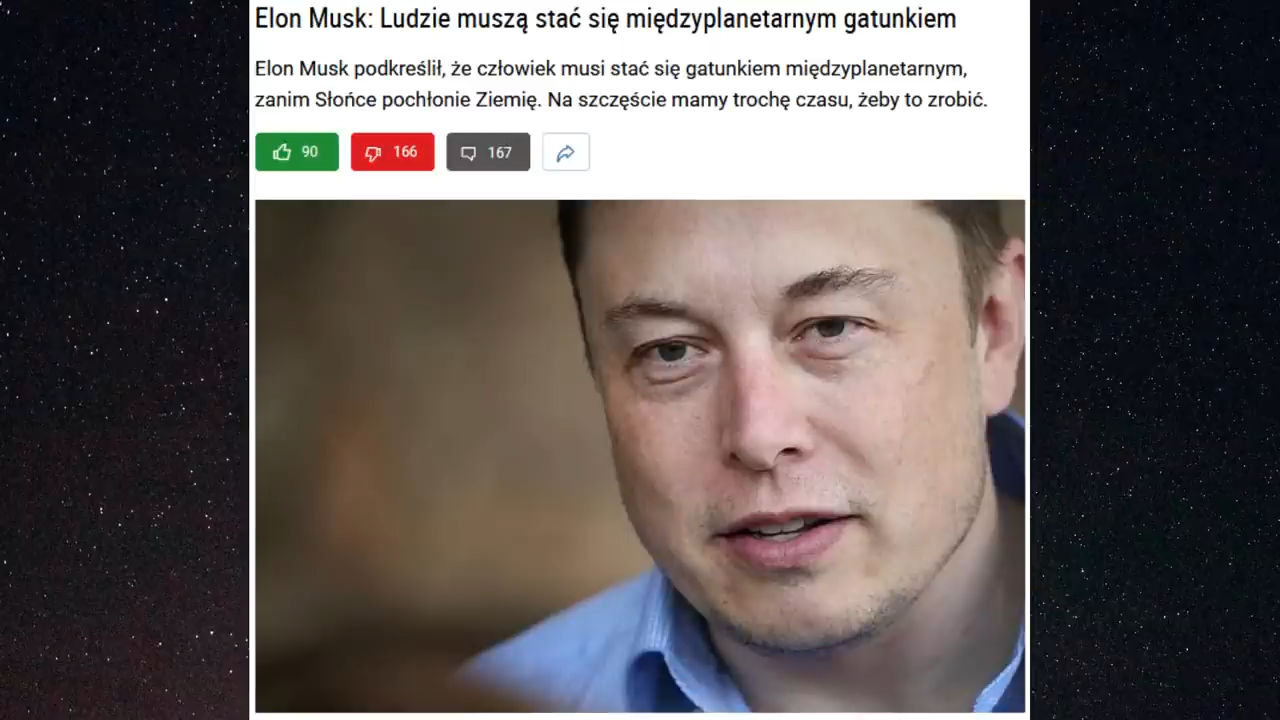 Elon Musk: Ludzie muszą stać się międzyplanetarnym gatunkiem
Elon Musk podkreślił, że człowiek musi stać się gatunkiem międzyplanetarnym,
zanim Słońce pochłonie Ziemię. Na szczęście mamy trochę czasu, żeby to zrobić.
90 166 167